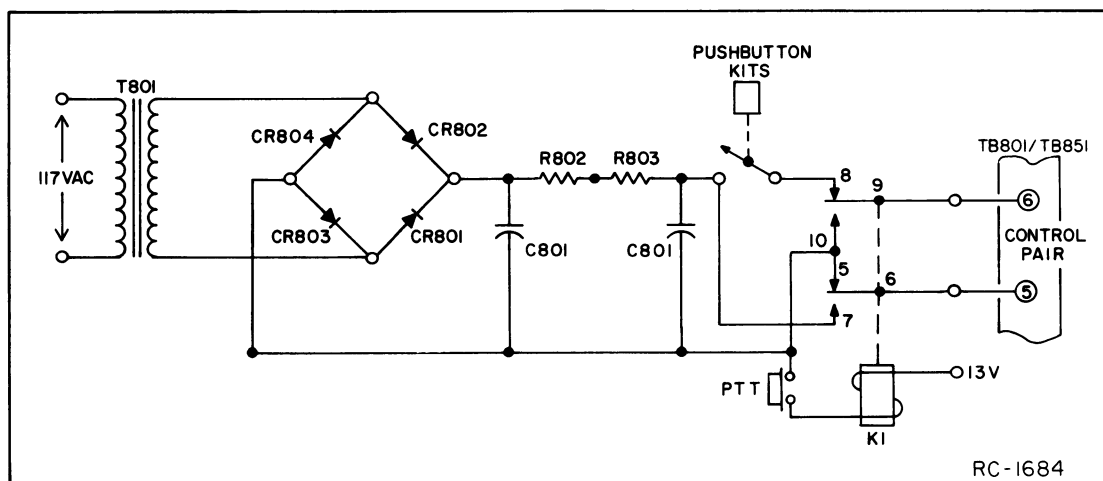 PUSHBUTTON
KITS
T801
CR804
CR802
117VAC
CR803
CR801
R802
R803
C801
C801
TB801/TB851
8
9
6
CONTROL
PAIR
10
5
6
5
7
PTT
13V
K1
RC-1684